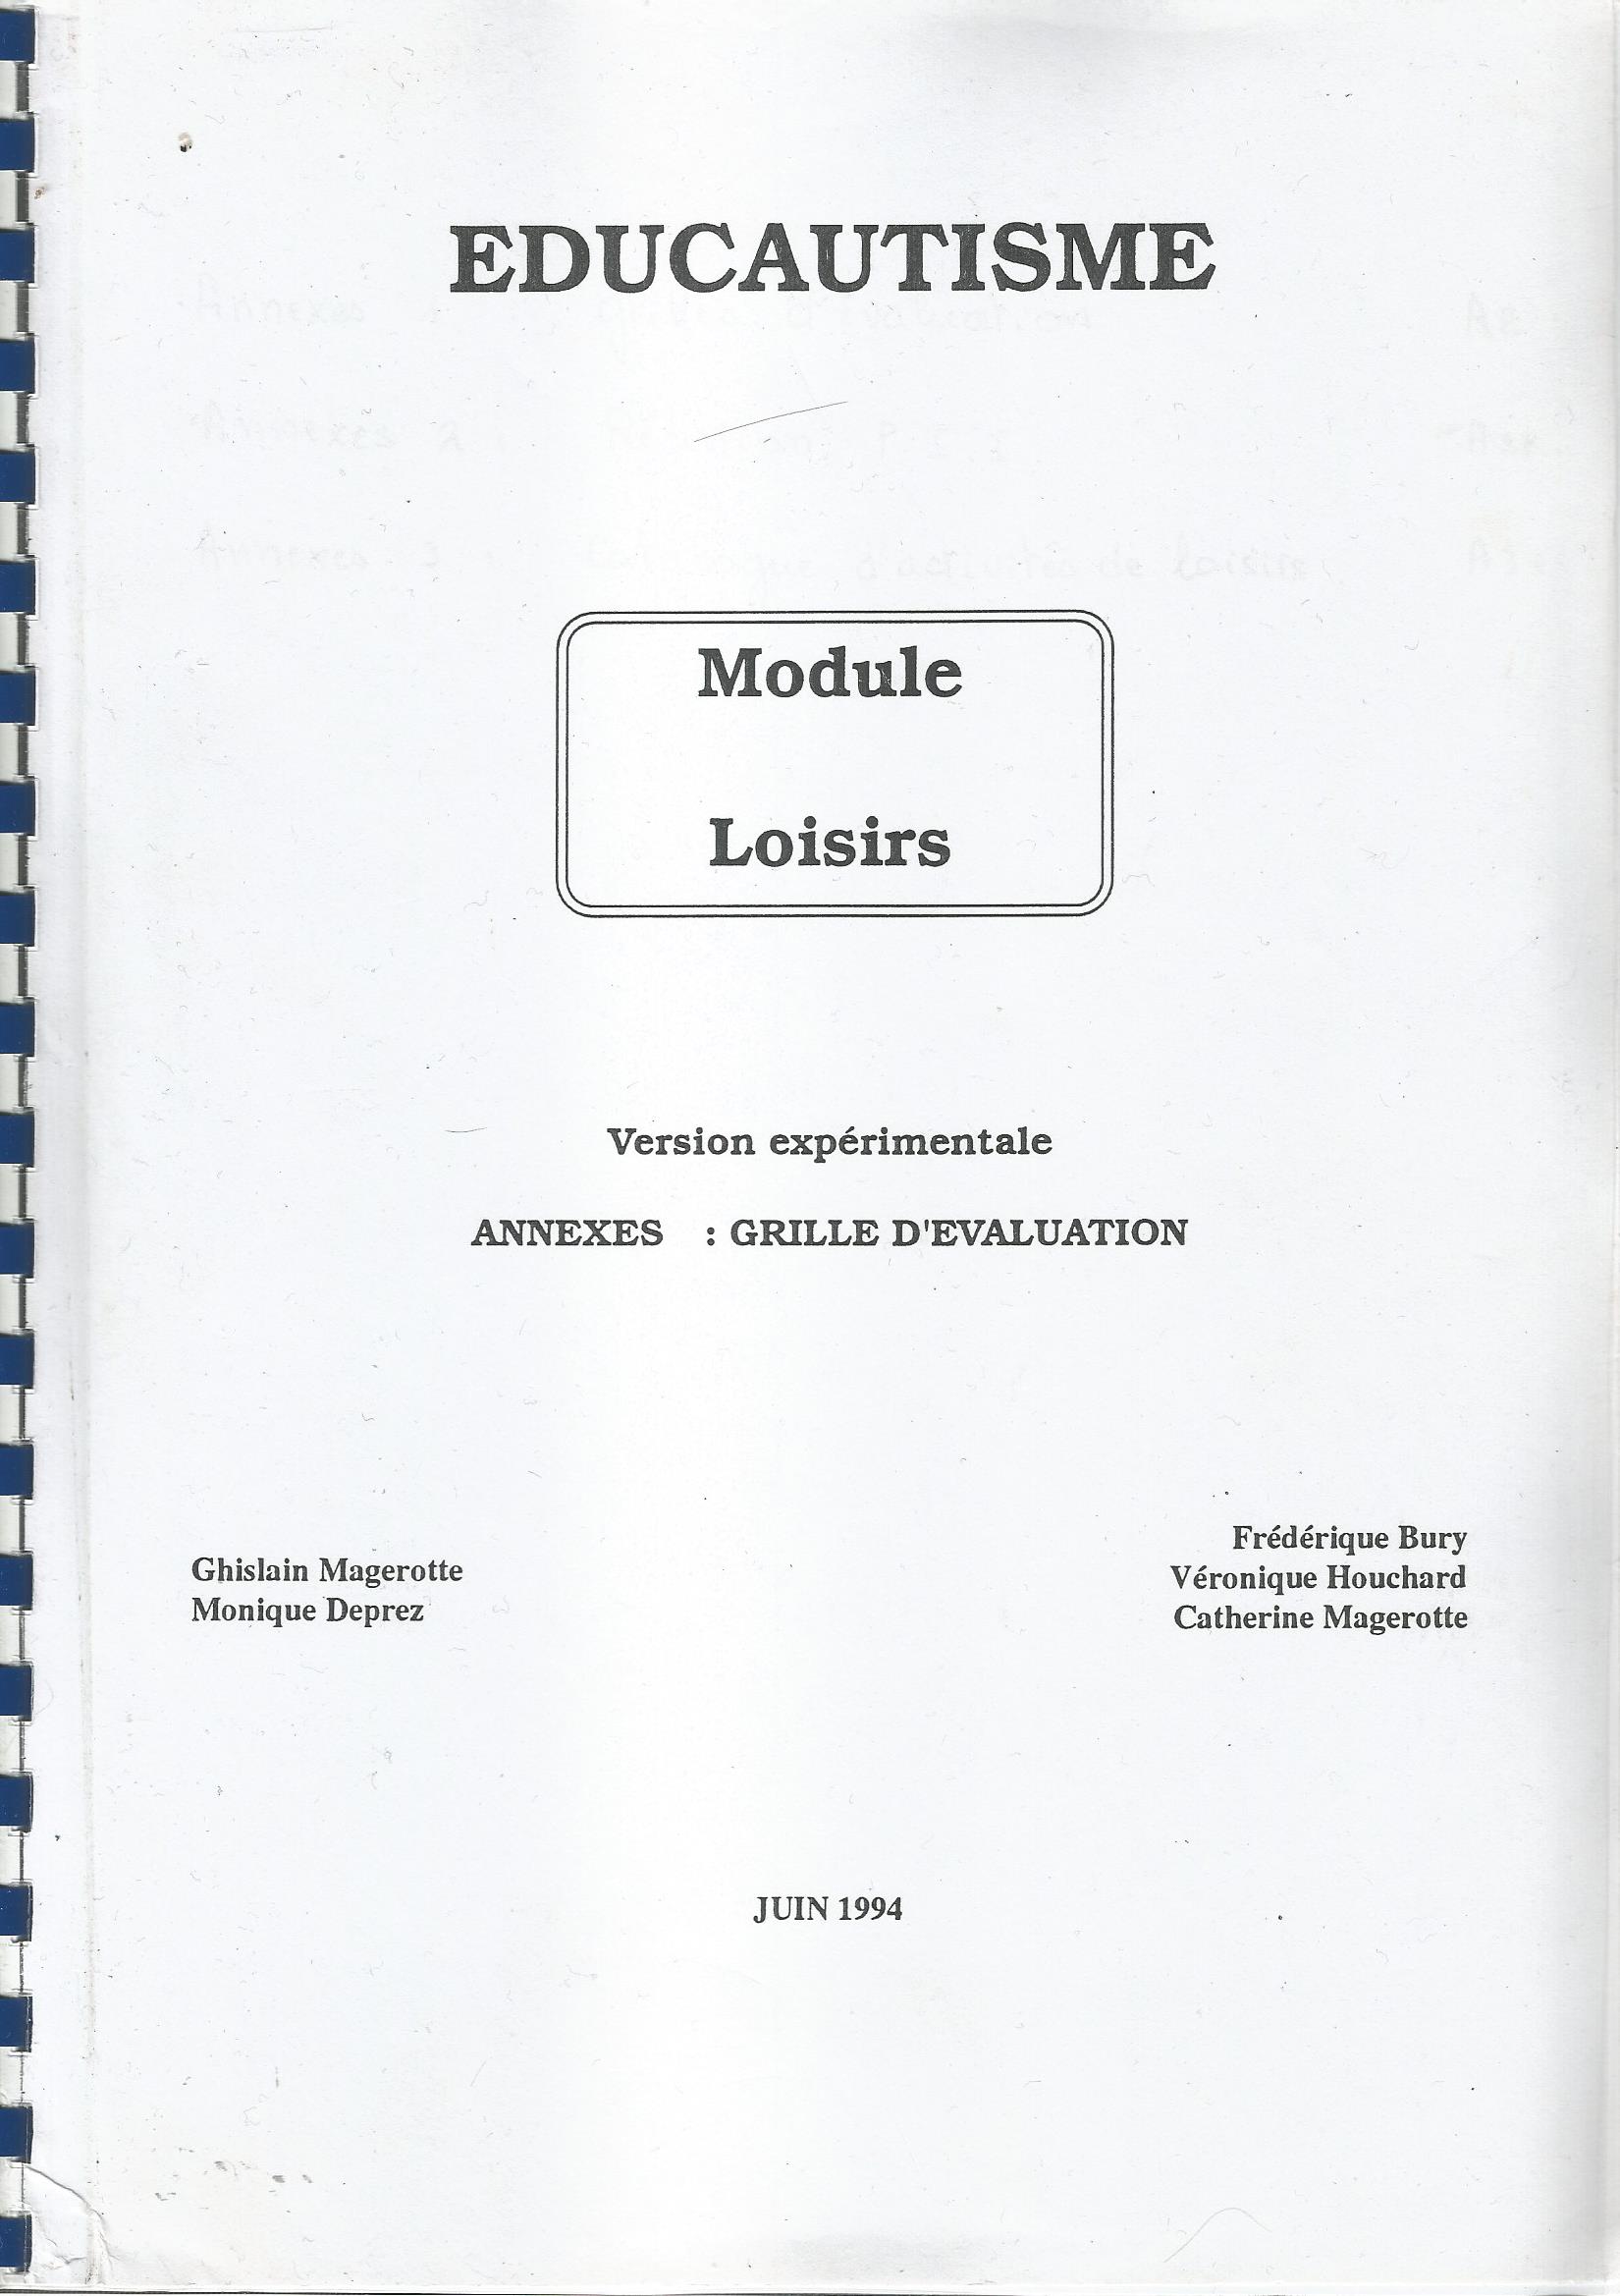 EDUCAUTISME
Module
Loisirs
Version expérimentale
ANNEXES : GRILLE D'EVALUATION
Ghislain Magerotte
Monique Deprez
Frédérique Bury
Véronique Houchard
Catherine Magerotte
JUIN 1994